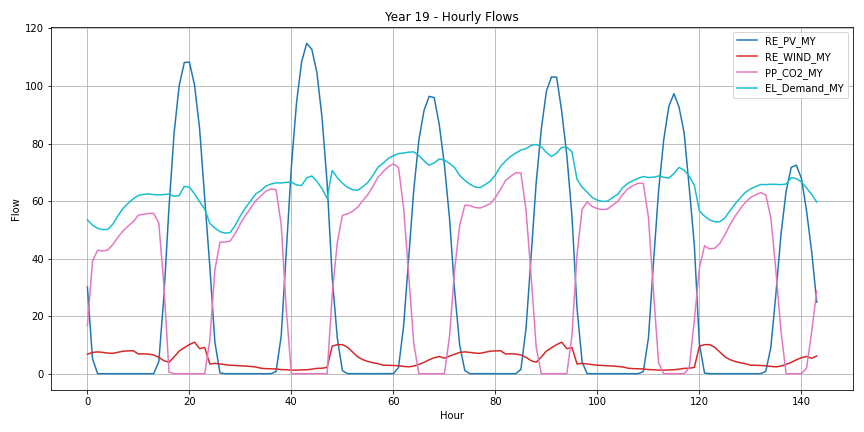 Year 19 - Hourly Flows
RE_PV_MY
RE_WIND_MY
PP_CO2_MY
EL_Demand_MY
Flow
120
100
80
60
40
20
0
0 20 40 60 80 100 120 140
Hour